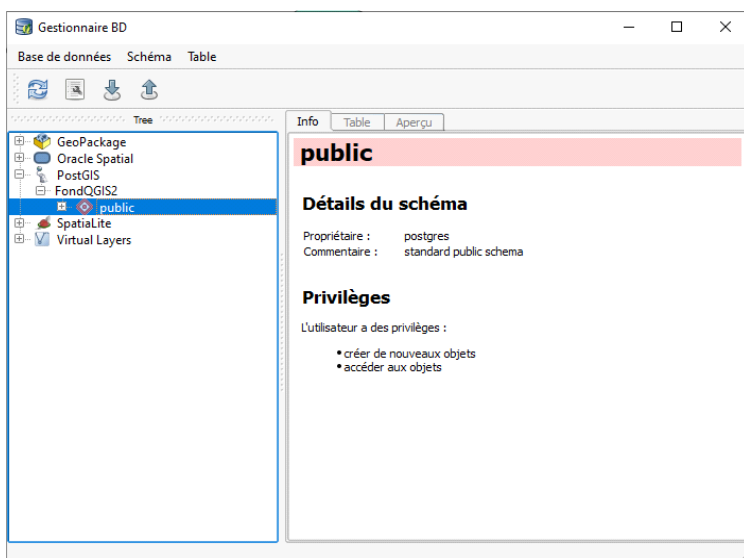 Gestionnaire BD
Base de données Schéma Table
Tree
GeoPackage
Oracle Spatial
PostGIS
FondQGIS2
public
SpatiaLite
Virtual Layers
Info Table Aperçu
public
Détails du schéma
Propriétaire : postgres
Commentaire : standard public schema
Privilèges
L'utilisateur a des privilèges :
• créer de nouveaux objets
• accéder aux objets